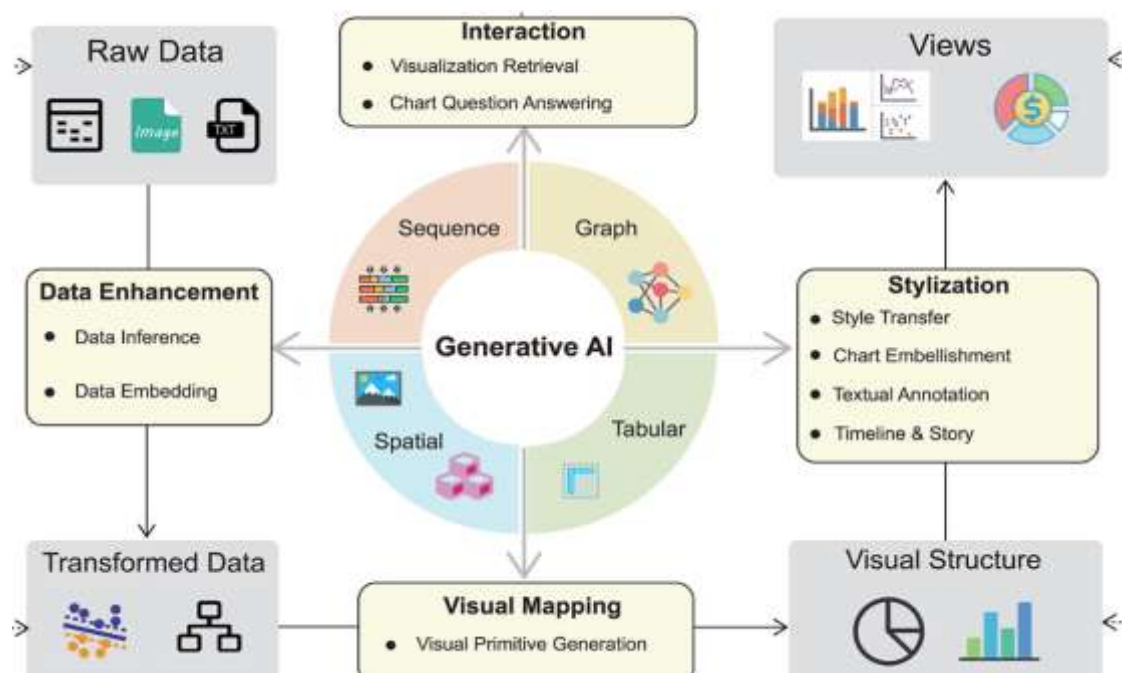 Raw Data
Image
TXT
Interaction
Visualization Retrieval
Chart Question Answering
Views
$
Sequence
Graph
Data Enhancement
Data Inference
Data Embedding
Generative AI
Stylization
Style Transfer
Chart Embellishment
Textual Annotation
Timeline & Story
Spatial
Tabular
Transformed Data
Visual Mapping
Visual Primitive Generation
Visual Structure